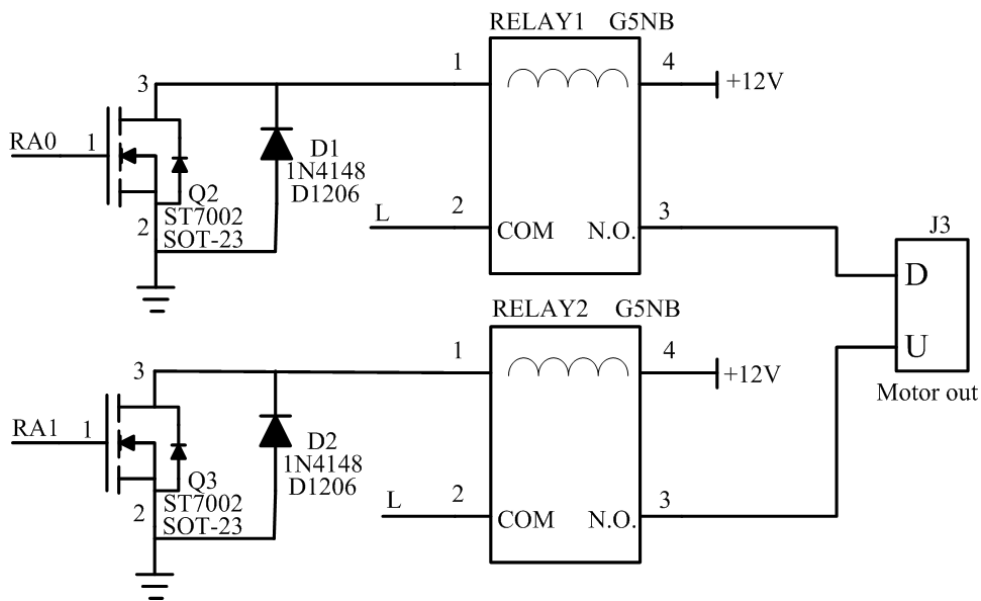 RELAY1 G5NB
3
1
4
+12V
RA0 1
D1
1N4148
D1206
Q2
ST7002
SOT-23
2
L 2
COM N.O.
3
J3
D
U
Motor out
RELAY2 G5NB
3
1
4
+12V
RA1 1
D2
1N4148
D1206
Q3
ST7002
SOT-23
2
L 2
COM N.O.
3